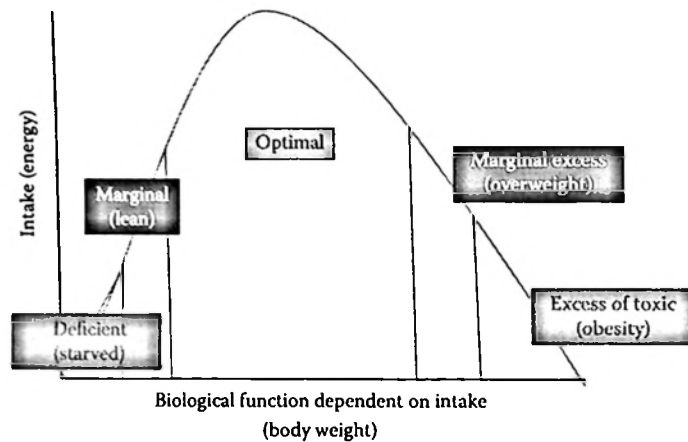 Intake (energy)
Optimal
Marginal
(lean)
Marginal excess
(overweight)
Deficient
(starved)
Excess of toxic
(obesity)
Biological function dependent on intake
(body weight)